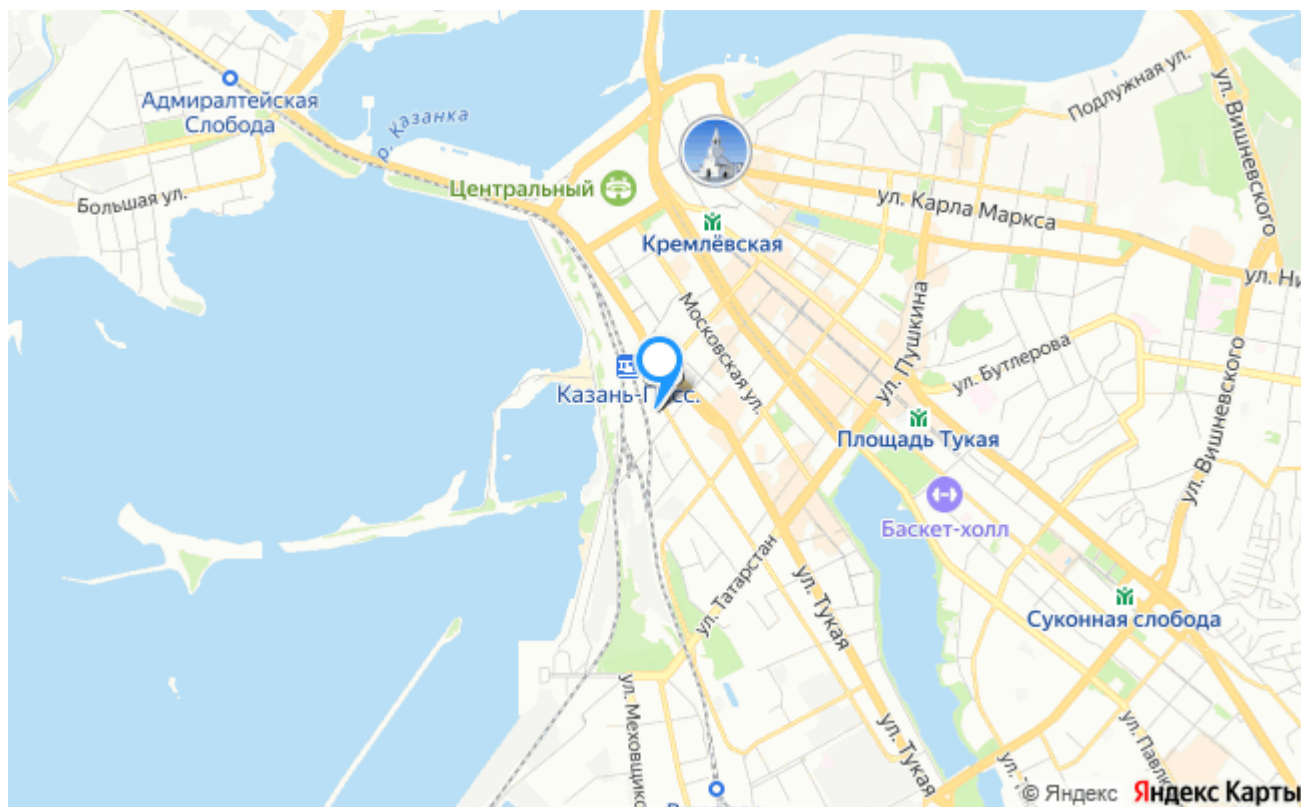 Адмиралтейская
Слобода
р. Казанка
Подлужная ул.
ул. Вишневского
Большая ул.
Центральный
ул. Карла Маркса
Кремлёвская
ул. Ни
Московская ул.
ул. Пушкина
ул. Бутлерова
ул. Вишневского
Площадь Тукая
Баскет-холл
ул. Татарстан
ул. Тукая
Суконная слобода
ул. Меховщико
ул. Тукая
ул. Павлю
© Яндекс Яндекс Карты